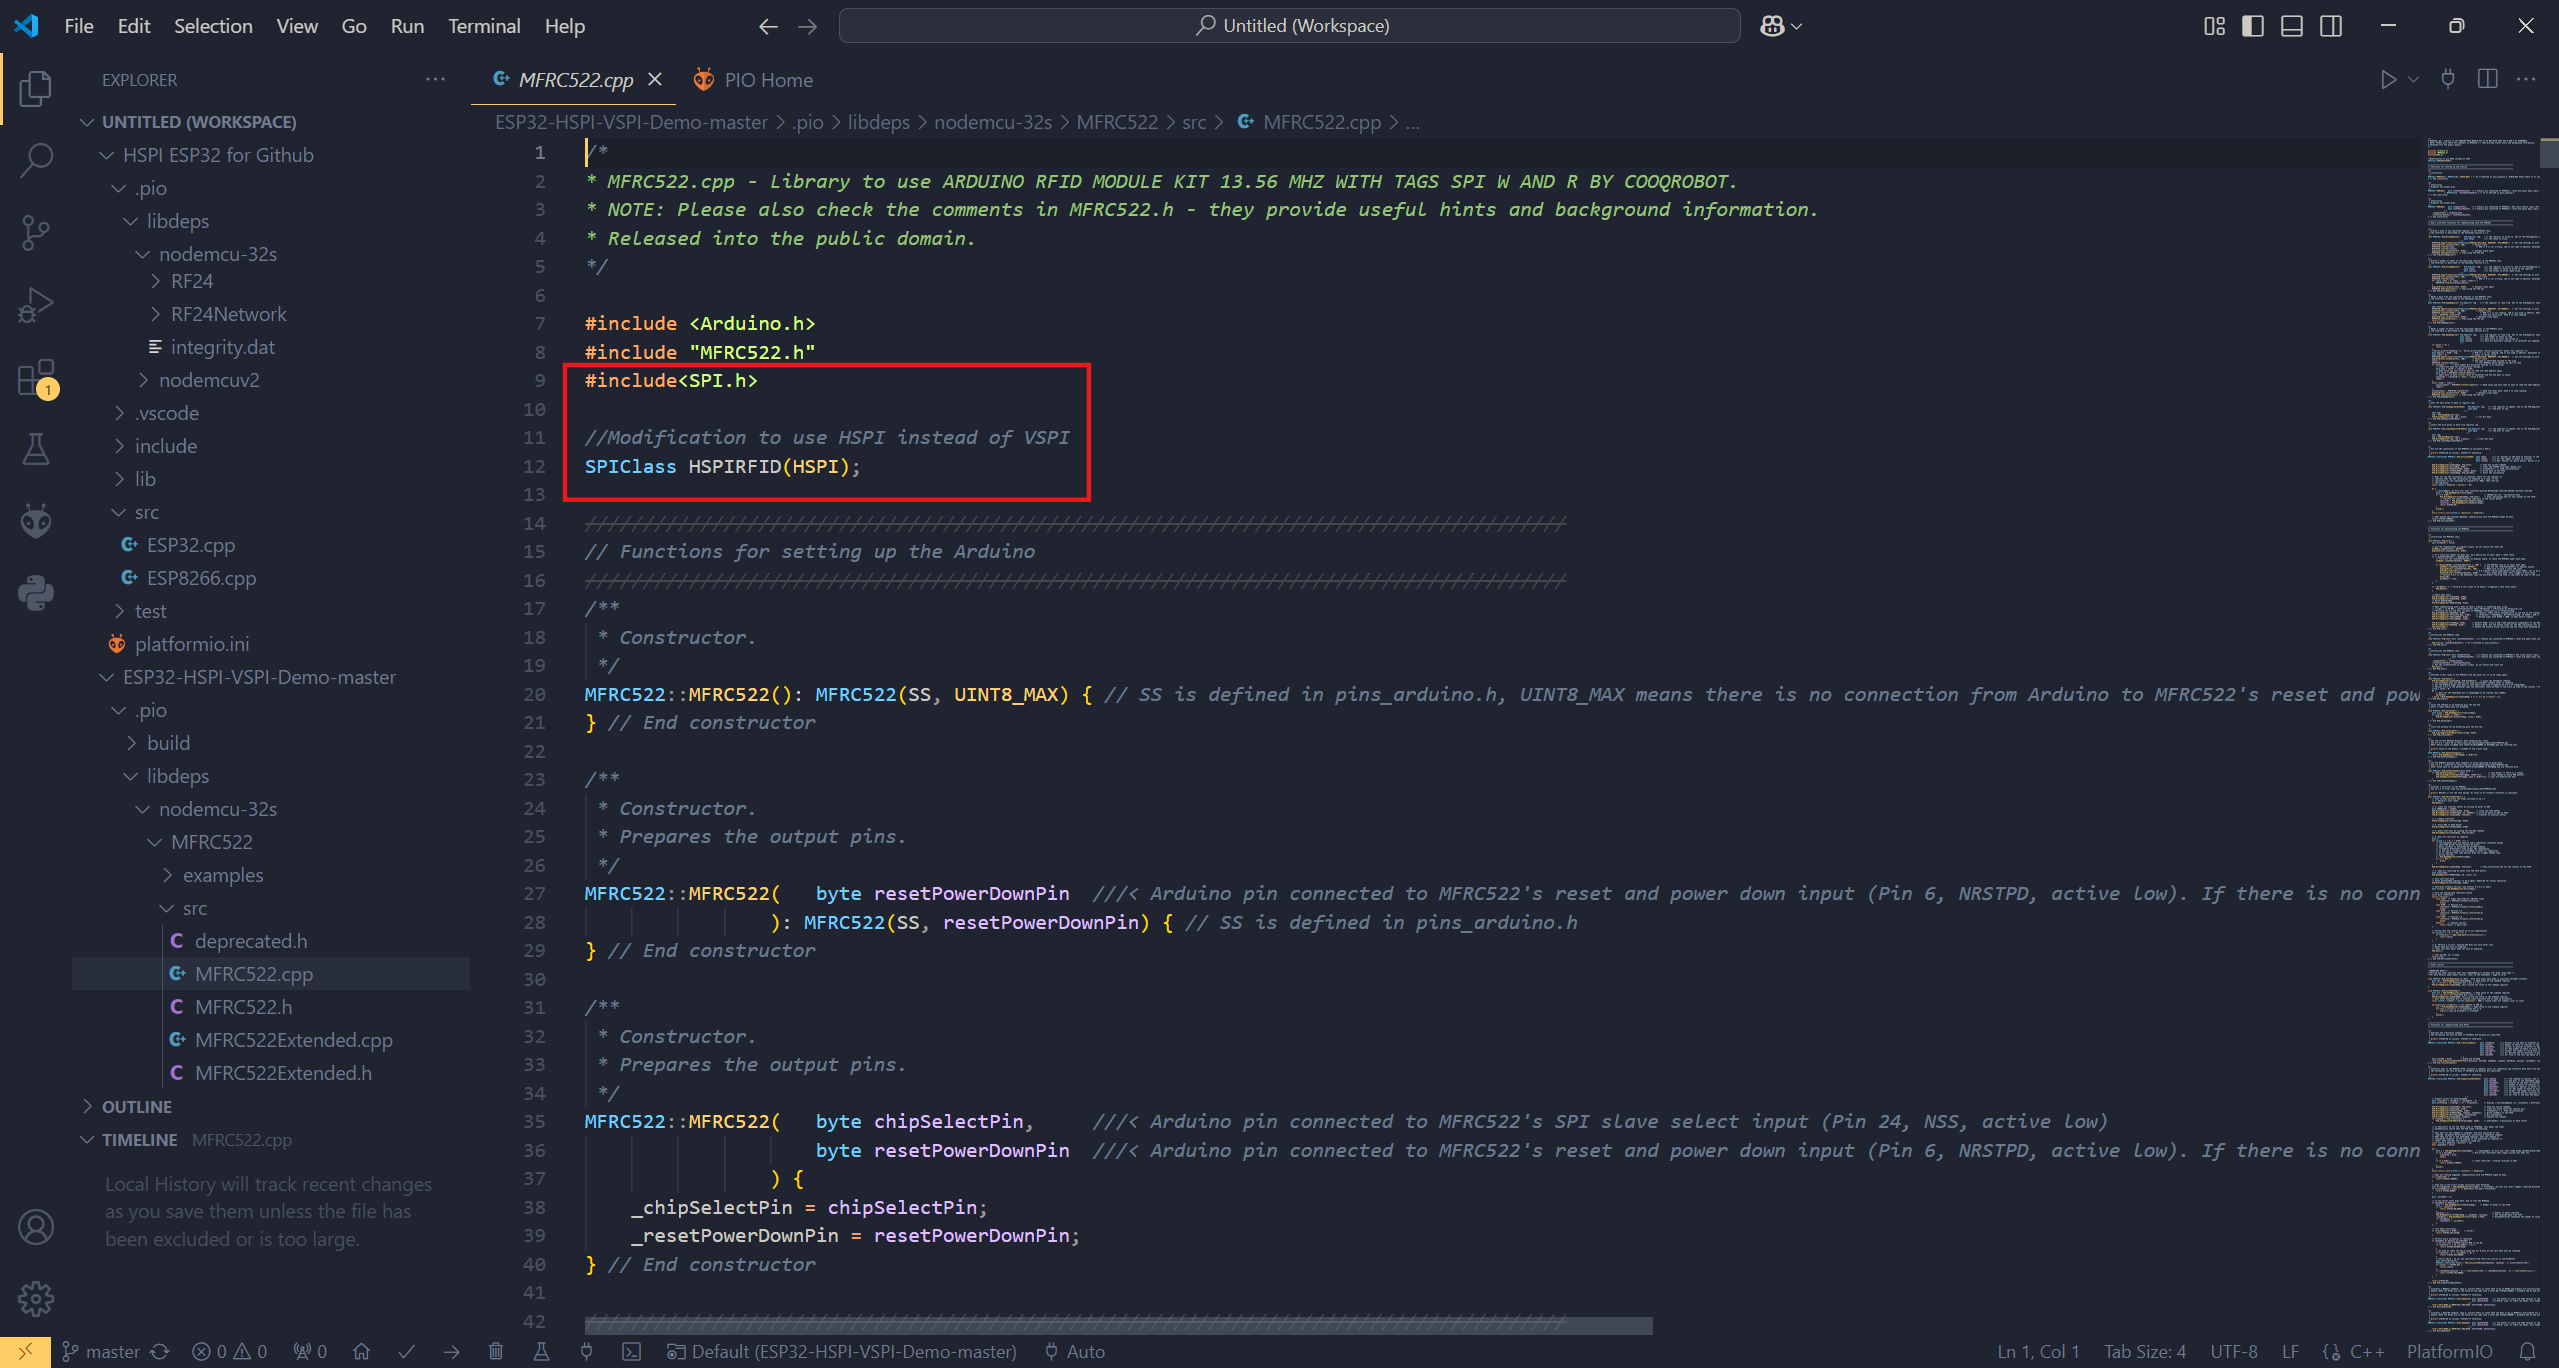 File Edit Selection View Go Run Terminal Help
Untitled (Workspace)
EXPLORER
MFRC522.cpp
PIO Home
UNTITLED (WORKSPACE)
HSPI ESP32 for Github
.pio
libdeps
nodemcu-32s
RF24
RF24Network
integrity.dat
nodemcuv2
.vscode
include
lib
src
ESP32.cpp
ESP8266.cpp
test
platformio.ini
ESP32-HSPI-VSPI-Demo-master
.pio
build
libdeps
nodemcu-32s
MFRC522
examples
src
deprecated.h
MFRC522.cpp
MFRC522.h
MFRC522Extended.cpp
MFRC522Extended.h
OUTLINE
TIMELINE MFRC522.cpp
Local History will track recent changes
as you save them unless the file has
been excluded or is too large.
1
ESP32-HSPI-VSPI-Demo-master > .pio > libdeps > nodemcu-32s > MFRC522 > src > MFRC522.cpp > ...
1 /*
2 * MFRC522.cpp - Library to use ARDUINO RFID MODULE KIT 13.56 MHZ WITH TAGS SPI W AND R BY COOQROBOT.
3 * NOTE: Please also check the comments in MFRC522.h - they provide useful hints and background information.
4 * Released into the public domain.
5 */
6
7 #include <Arduino.h>
8 #include "MFRC522.h"
9 #include<SPI.h>
10
11 //Modification to use HSPI instead of VSPI
12 SPIClass HSPIRFID(HSPI);
13
14 /////////////////////////////////////////////////////////////////////////////////////
15 // Functions for setting up the Arduino
16 /////////////////////////////////////////////////////////////////////////////////////
17 /**
18 * Constructor.
19 */
20 MFRC522::MFRC522(): MFRC522(SS, UINT8_MAX) { // SS is defined in pins_arduino.h, UINT8_MAX means there is no connection from Arduino to MFRC522's reset and pow
21 } // End constructor
22
23 /**
24 * Constructor.
25 * Prepares the output pins.
26 */
27 MFRC522::MFRC522( byte resetPowerDownPin ///< Arduino pin connected to MFRC522's reset and power down input (Pin 6, NRSTPD, active low). If there is no conn
28 ): MFRC522(SS, resetPowerDownPin) { // SS is defined in pins_arduino.h
29 } // End constructor
30
31 /**
32 * Constructor.
33 * Prepares the output pins.
34 */
35 MFRC522::MFRC522( byte chipSelectPin, ///< Arduino pin connected to MFRC522's SPI slave select input (Pin 24, NSS, active low)
36 byte resetPowerDownPin ///< Arduino pin connected to MFRC522's reset and power down input (Pin 6, NRSTPD, active low). If there is no conn
37 ) {
38 _chipSelectPin = chipSelectPin;
39 _resetPowerDownPin = resetPowerDownPin;
40 } // End constructor
41
42 /////////////////////////////////////////////////////////////////////////////////////
master 0 0 0 Default (ESP32-HSPI-VSPI-Demo-master) Auto Ln 1, Col 1 Tab Size: 4 UTF-8 LF C++ PlatformIO